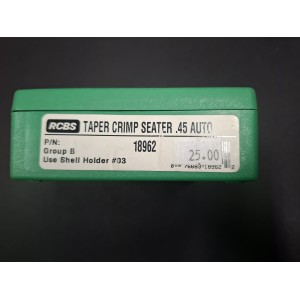 RCBS TAPER CRIMP SEATER .45 AUTO
P/N: 18962
Group B
Use Shell Holder #03
25.00